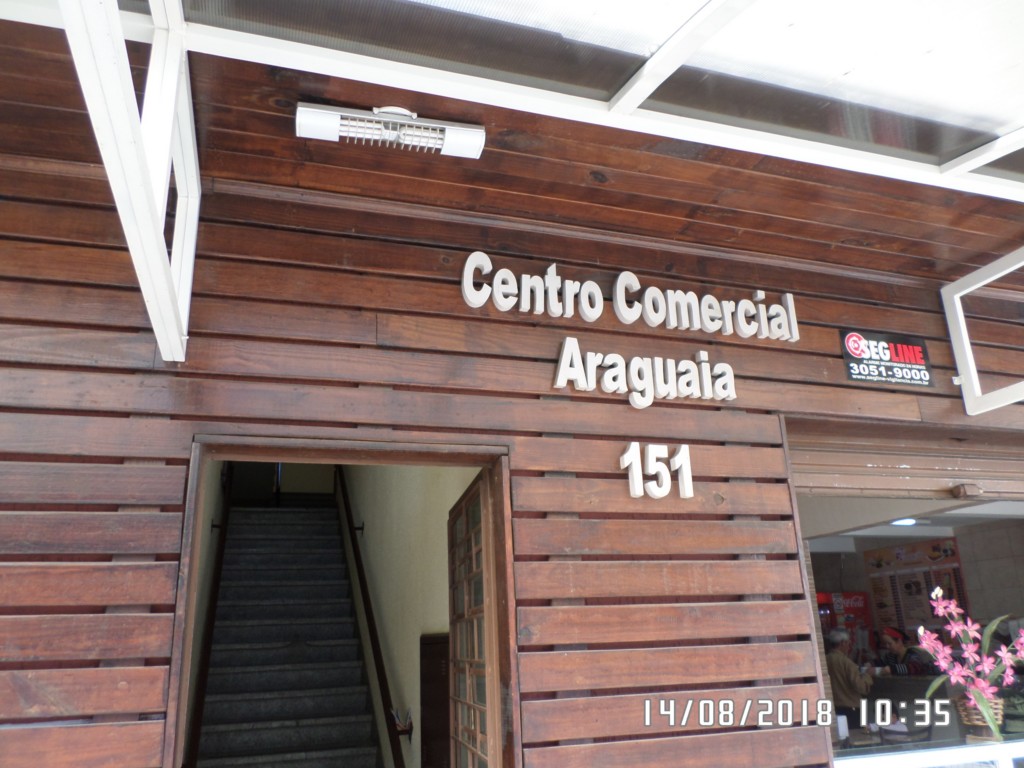 Centro Comercial
Araguaia
151
SEGLINE
3051-9000
14/08/2018 10:35